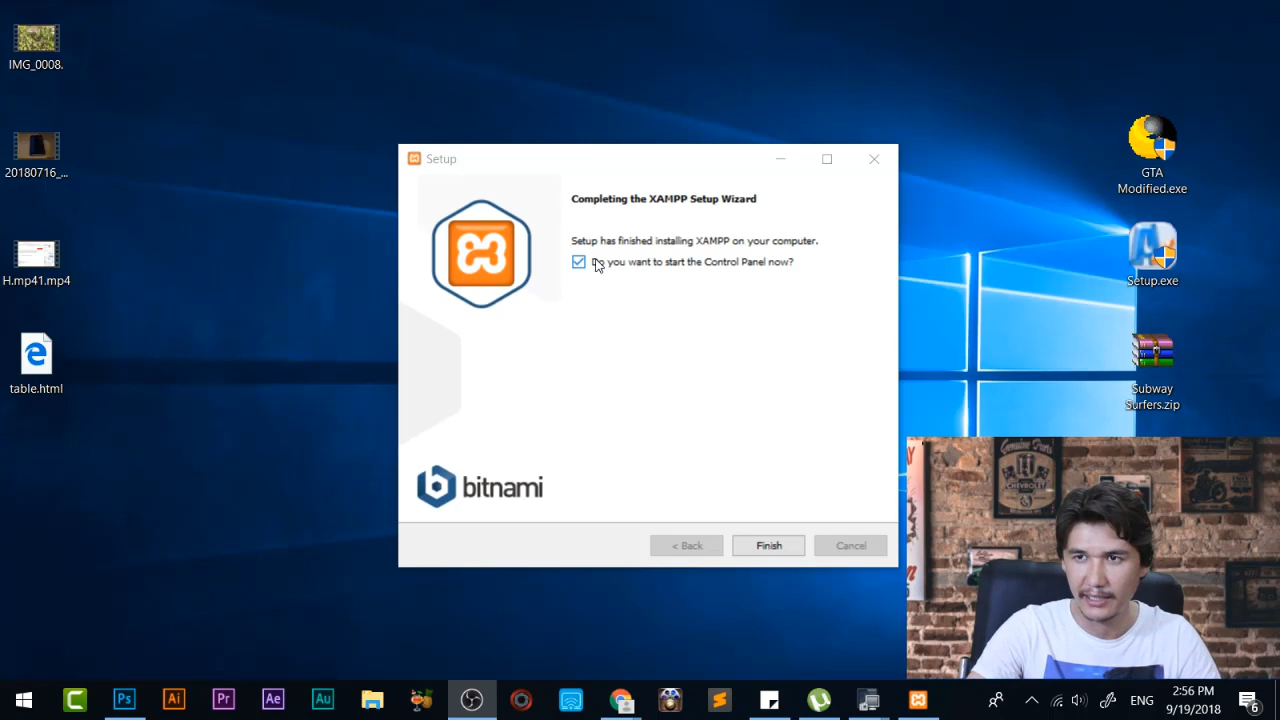 IMG_0008.
20180716_...
H.mp41.mp4
table.html
Setup
Completing the XAMPP Setup Wizard
Setup has finished installing XAMPP on your computer.
Do you want to start the Control Panel now?
bitnami
< Back
Finish
Cancel
GTA
Modified.exe
Setup.exe
Subway
Surfers.zip
CHEVROLET
Ps
Ai
Pr
Ae
Au
ENG
2:56 PM
9/19/2018
6